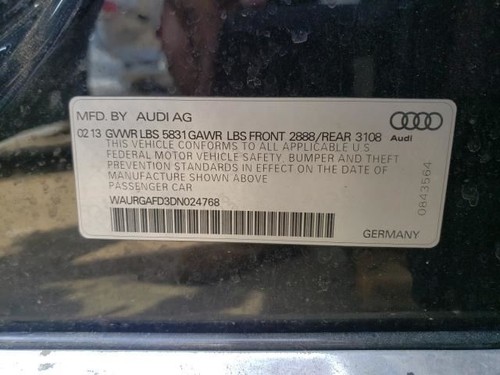 MFD. BY AUDI AG
02 13 GVWR LBS 5831 GAWR LBS FRONT 2888/REAR 3108
THIS VEHICLE CONFORMS TO ALL APPLICABLE U.S
FEDERAL MOTOR VEHICLE SAFETY, BUMPER AND THEFT
PREVENTION STANDARDS IN EFFECT ON THE DATE OF
MANUFACTURE SHOWN ABOVE
PASSENGER CAR
WAURGAFD3DN024768
Audi
0843564
GERMANY